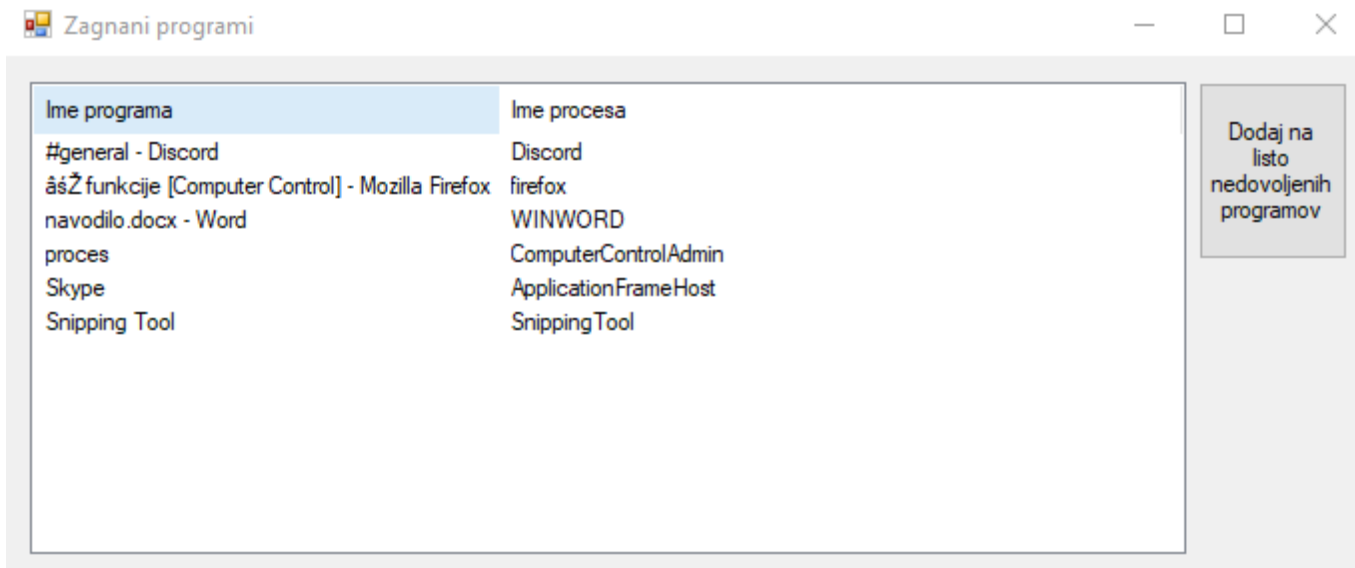 Zagnani programi
Ime programa Ime procesa
#general - Discord Discord
âśŽ funkcije [Computer Control] - Mozilla Firefox firefox
navodilo.docx - Word WINWORD
proces ComputerControlAdmin
Skype ApplicationFrameHost
Snipping Tool SnippingTool
Dodaj na
listo
nedovoljenih
programov